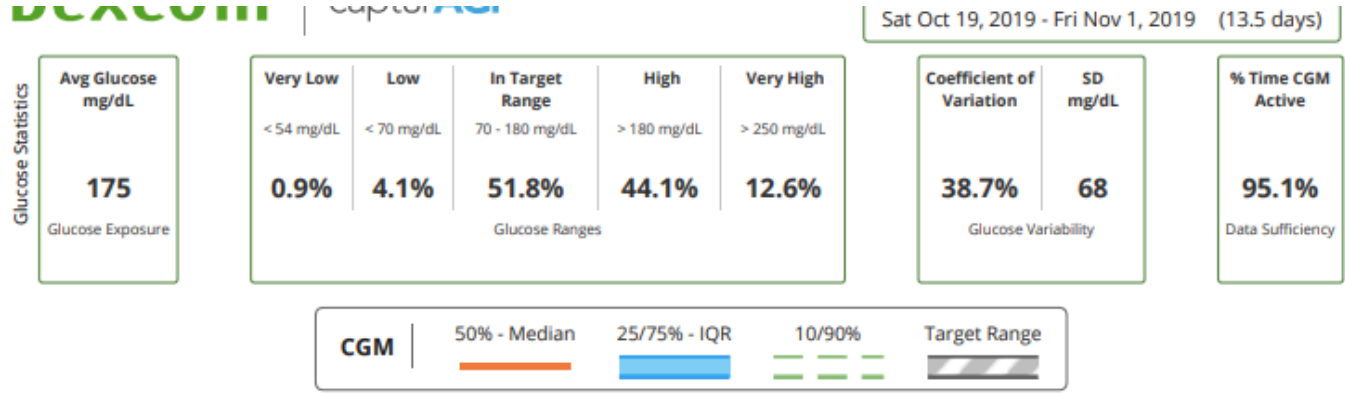 Dexcom
Sat Oct 19, 2019 - Fri Nov 1, 2019 (13.5 days)
Glucose Statistics
Avg Glucose
mg/dL
175
Glucose Exposure
Very Low
< 54 mg/dL
0.9%
Low
< 70 mg/dL
4.1%
In Target
Range
70 - 180 mg/dL
51.8%
High
> 180 mg/dL
44.1%
Very High
> 250 mg/dL
12.6%
Glucose Ranges
Coefficient of
Variation
38.7%
SD
mg/dL
68
Glucose Variability
% Time CGM
Active
95.1%
Data Sufficiency
CGM
50% - Median
25/75% - IQR
10/90%
Target Range